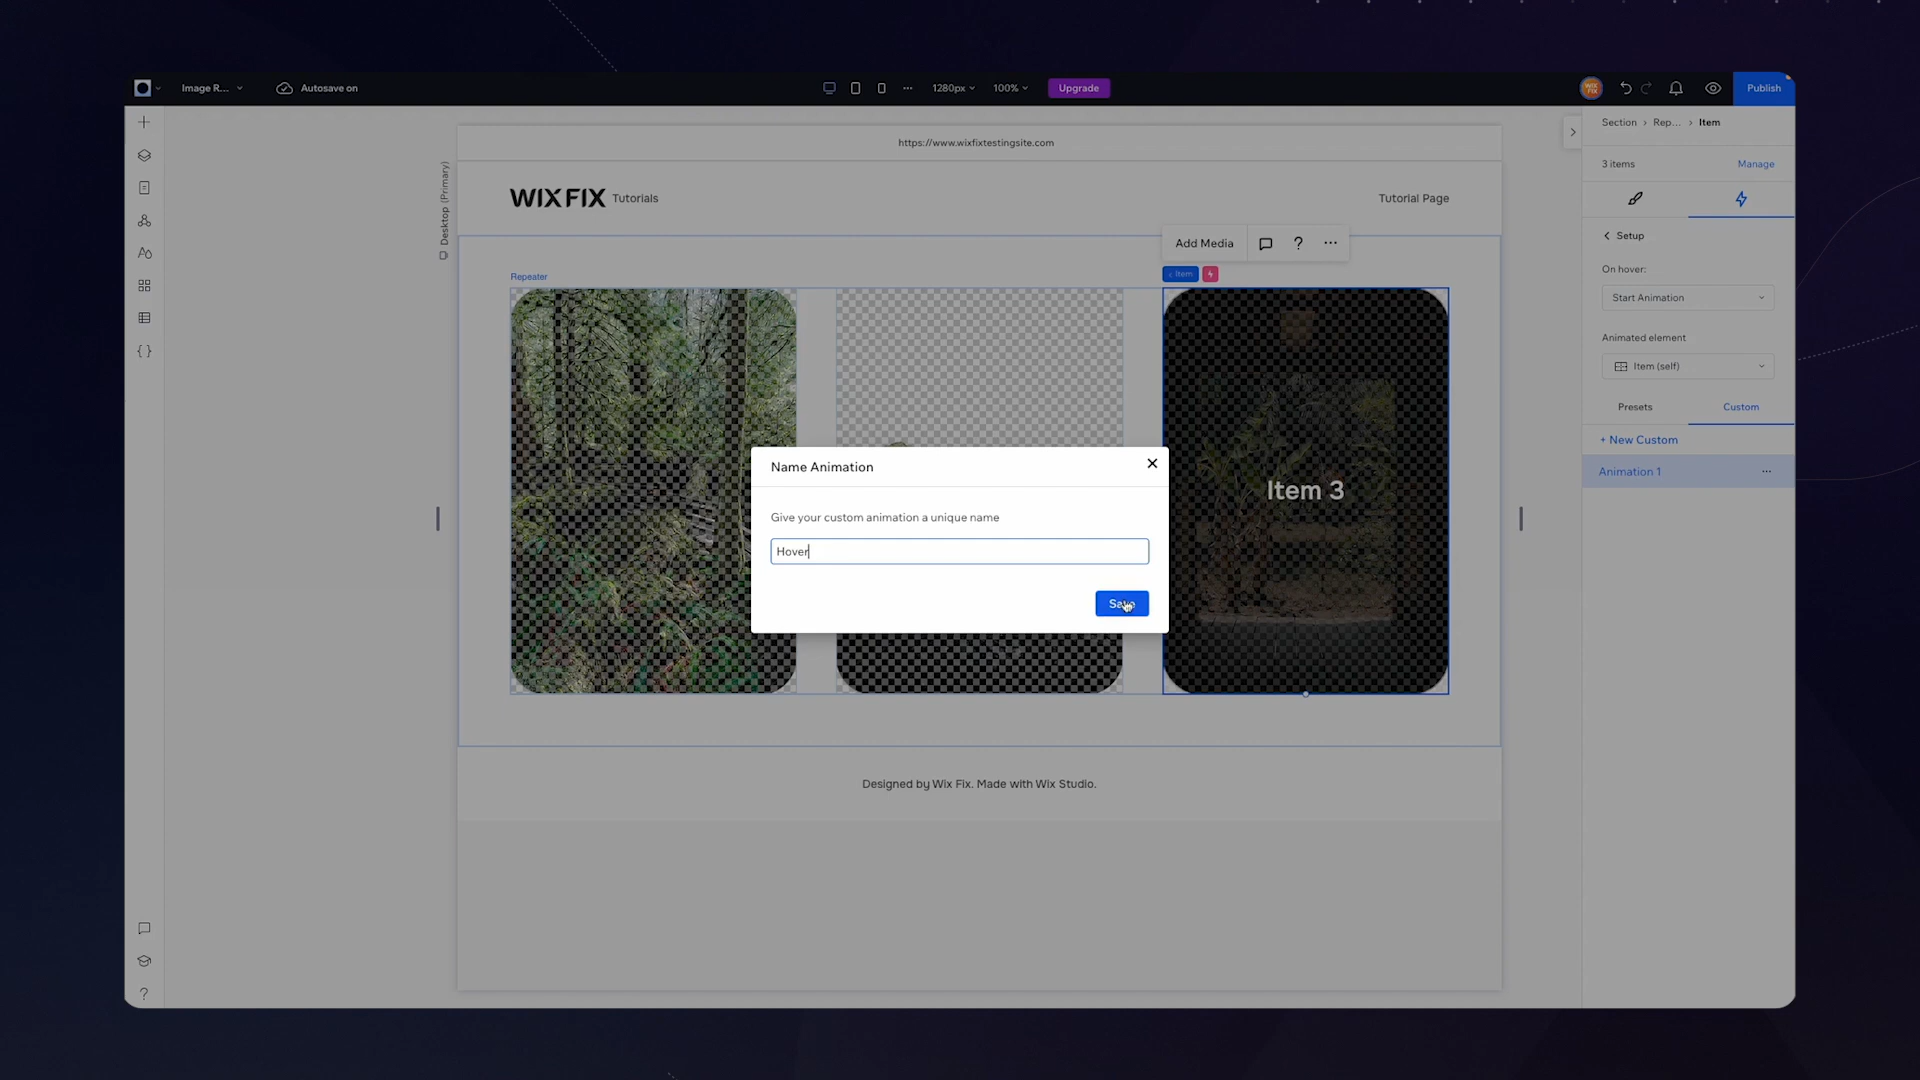 Image R...
Autosave on
1280px
100%
Upgrade
WIX
FIX
Publish
Section > Rep... > Item
https://www.wixfixtestingsite.com
3 items
Manage
Desktop (Primary)
WIX FIX Tutorials
Tutorial Page
Setup
Add Media
?
On hover:
Repeater
Item
Start Animation
Animated element
Item (self)
Presets
Custom
+ New Custom
Name Animation
Animation 1
Item 3
Give your custom animation a unique name
Hover
Save
Designed by Wix Fix. Made with Wix Studio.
?